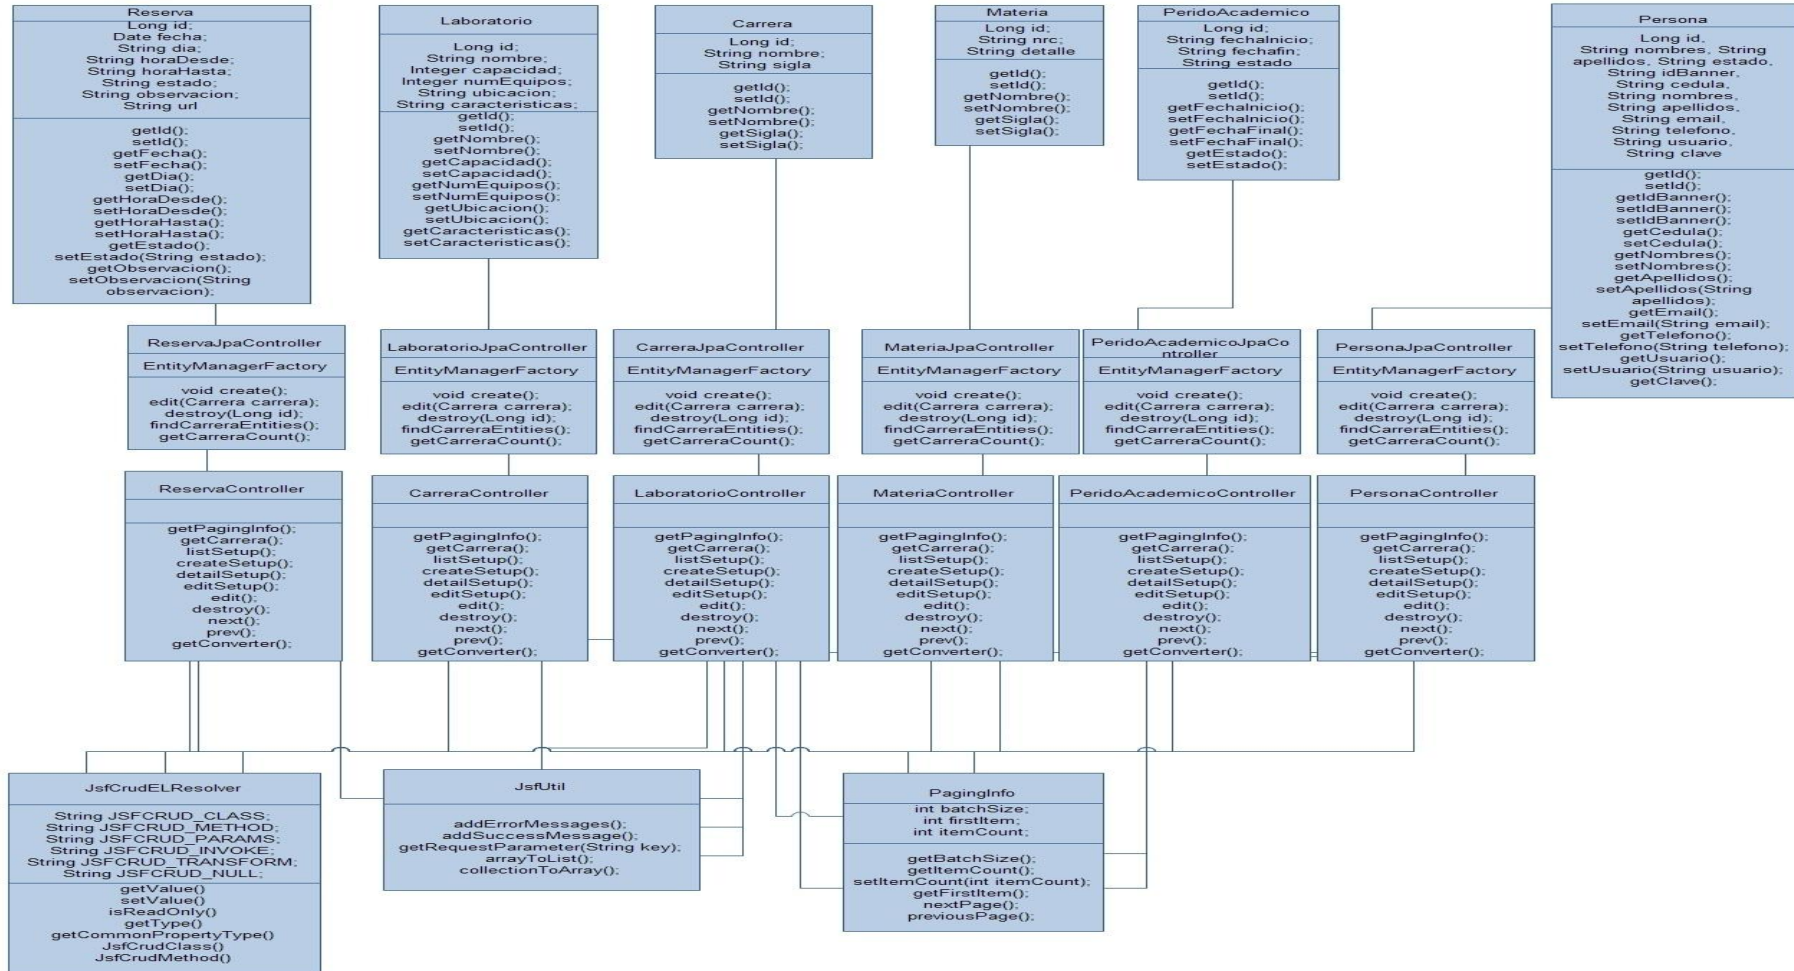 Reserva
Long id;
Date fecha;
String dia;
String horaDesde;
String horaHasta;
String estado;
String observacion;
String url
getId();
setId();
getFecha();
setFecha();
getDia();
setDia();
getHoraDesde();
setHoraDesde();
getHoraHasta();
setHoraHasta();
getEstado();
setEstado(String estado);
getObservacion();
setObservacion(String
observacion);
Laboratorio
Long id;
String nombre;
Integer capacidad;
Integer numEquipos;
String ubicacion;
String caracteristicas;
getId();
setId();
getNombre();
setNombre();
getCapacidad();
setCapacidad();
getNumEquipos();
setNumEquipos();
getUbicacion();
setUbicacion();
getCaracteristicas();
setCaracteristicas();
Carrera
Long id;
String nombre;
String sigla
getId();
setId();
getNombre();
setNombre();
getSigla();
setSigla();
Materia
Long id;
String nrc;
String detalle
getId();
setId();
getNombre();
setNombre();
getSigla();
setSigla();
PeridoAcademico
Long id;
String fechaInicio;
String fechafin;
String estado
getId();
setId();
getFechaInicio();
setFechaInicio();
getFechaFinal();
setFechaFinal();
getEstado();
setEstado();
Persona
Long id,
String nombres, String
apellidos, String estado,
String idBanner,
String cedula,
String nombres,
String apellidos,
String email,
String telefono,
String usuario,
String clave
getId();
setId();
getIdBanner();
setIdBanner();
setIdBanner();
getCedula();
setCedula();
getNombres();
setNombres();
getApellidos();
setApellidos(String
apellidos);
getEmail();
setEmail(String email);
getTelefono();
setTelefono(String telefono);
getUsuario();
setUsuario(String usuario);
getClave();
ReservaJpaController
EntityManagerFactory
void create();
edit(Carrera carrera);
destroy(Long id);
findCarreraEntities();
getCarreraCount();
LaboratorioJpaController
EntityManagerFactory
void create();
edit(Carrera carrera);
destroy(Long id);
findCarreraEntities();
getCarreraCount();
CarreraJpaController
EntityManagerFactory
void create();
edit(Carrera carrera);
destroy(Long id);
findCarreraEntities();
getCarreraCount();
MateriaJpaController
EntityManagerFactory
void create();
edit(Carrera carrera);
destroy(Long id);
findCarreraEntities();
getCarreraCount();
PeridoAcademicoJpaCo
ntroller
EntityManagerFactory
void create();
edit(Carrera carrera);
destroy(Long id);
findCarreraEntities();
getCarreraCount();
PersonaJpaController
EntityManagerFactory
void create();
edit(Carrera carrera);
destroy(Long id);
findCarreraEntities();
getCarreraCount();
ReservaController
getPagingInfo();
getCarrera();
listSetup();
createSetup();
detailSetup();
editSetup();
edit();
destroy();
next();
prev();
getConverter();
CarreraController
getPagingInfo();
getCarrera();
listSetup();
createSetup();
detailSetup();
editSetup();
edit();
destroy();
next();
prev();
getConverter();
LaboratorioController
getPagingInfo();
getCarrera();
listSetup();
createSetup();
detailSetup();
editSetup();
edit();
destroy();
next();
prev();
getConverter();
MateriaController
getPagingInfo();
getCarrera();
listSetup();
createSetup();
detailSetup();
editSetup();
edit();
destroy();
next();
prev();
getConverter();
PeridoAcademicoController
getPagingInfo();
getCarrera();
listSetup();
createSetup();
detailSetup();
editSetup();
edit();
destroy();
next();
prev();
getConverter();
PersonaController
getPagingInfo();
getCarrera();
listSetup();
createSetup();
detailSetup();
editSetup();
edit();
destroy();
next();
prev();
getConverter();
JsfCrudELResolver
String JSFCRUD_CLASS;
String JSFCRUD_METHOD;
String JSFCRUD_PARAMS;
String JSFCRUD_INVOKE;
String JSFCRUD_TRANSFORM;
String JSFCRUD_NULL;
getValue()
setValue()
isReadOnly()
getType()
getCommonPropertyType()
JsfCrudClass()
JsfCrudMethod()
JsfUtil
addErrorMessages();
addSuccessMessage();
getRequestParameter(String key);
arrayToList();
collectionToArray();
PagingInfo
int batchSize;
int firstItem;
int itemCount;
getBatchSize();
getItemCount();
setItemCount(int itemCount);
getFirstItem();
nextPage();
previousPage();